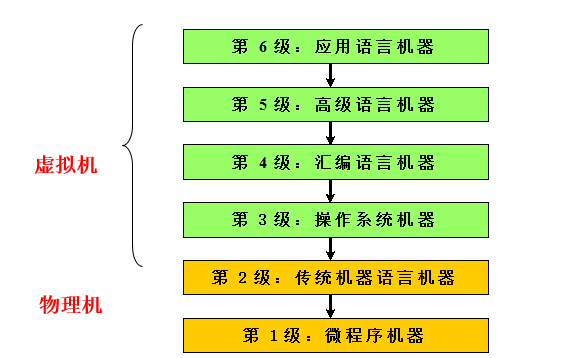 第 6 级：应用语言机器
第 5 级：高级语言机器
第 4 级：汇编语言机器
虚拟机
第 3 级：操作系统机器
第 2 级：传统机器语言机器
物理机
第 1 级：微程序机器